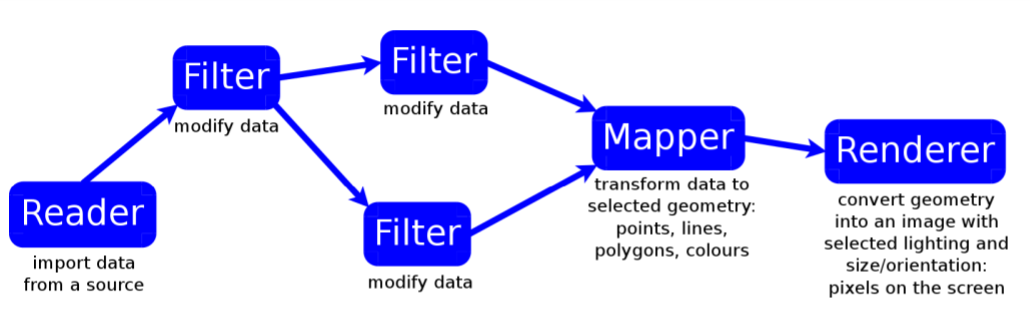 Reader
import data
from a source
Filter
modify data
Filter
modify data
Filter
modify data
Mapper
transform data to
selected geometry:
points, lines,
polygons, colours
Renderer
convert geometry
into an image with
selected lighting and
size/orientation:
pixels on the screen